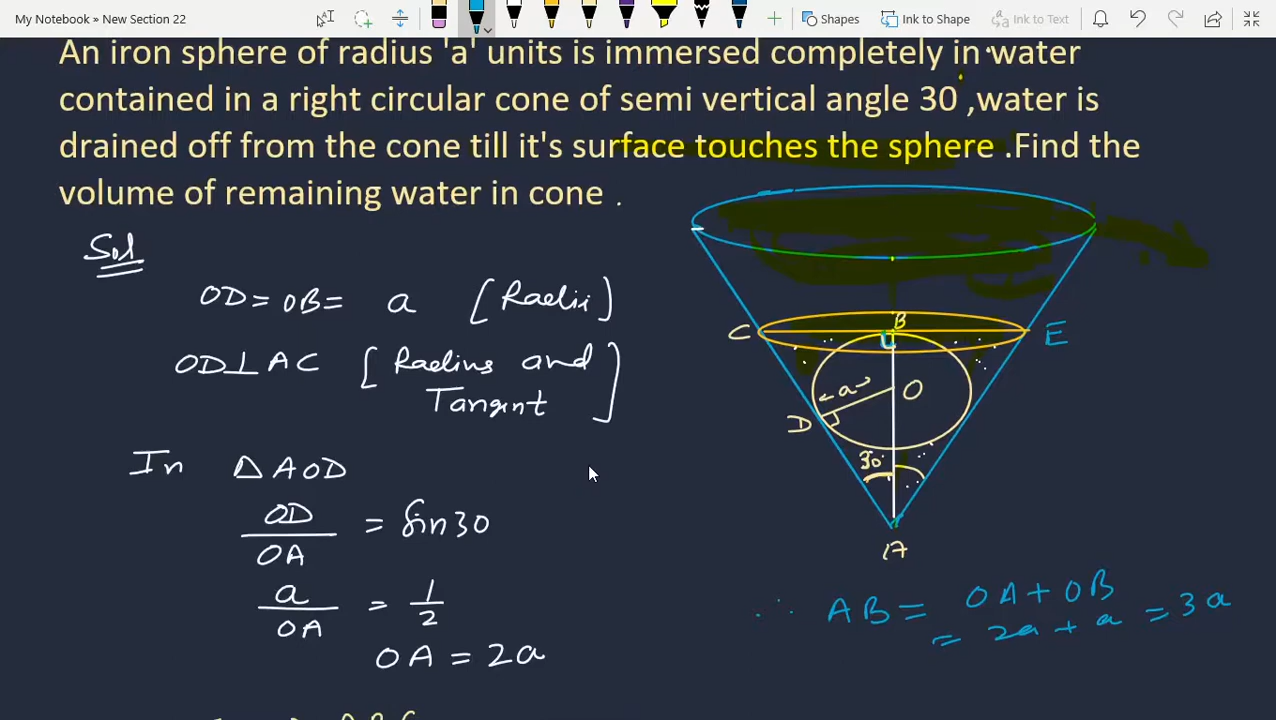 My Notebook » New Section 22
Shapes
Ink to Shape
Ink to Text
An iron sphere of radius 'a' units is immersed completely in water
contained in a right circular cone of semi vertical angle 30 ,water is
drained off from the cone till it's surface touches the sphere .Find the
volume of remaining water in cone .
Sol
OD = OB = a [Radii]
OD⊥AC [Radius and
Tangent]
In △AOD
OD/OA = Sin30
a/OA = 1/2
OA = 2a
C
B
E
a
O
D
30
A
∴ AB = OA + OB
= 2a + a = 3a